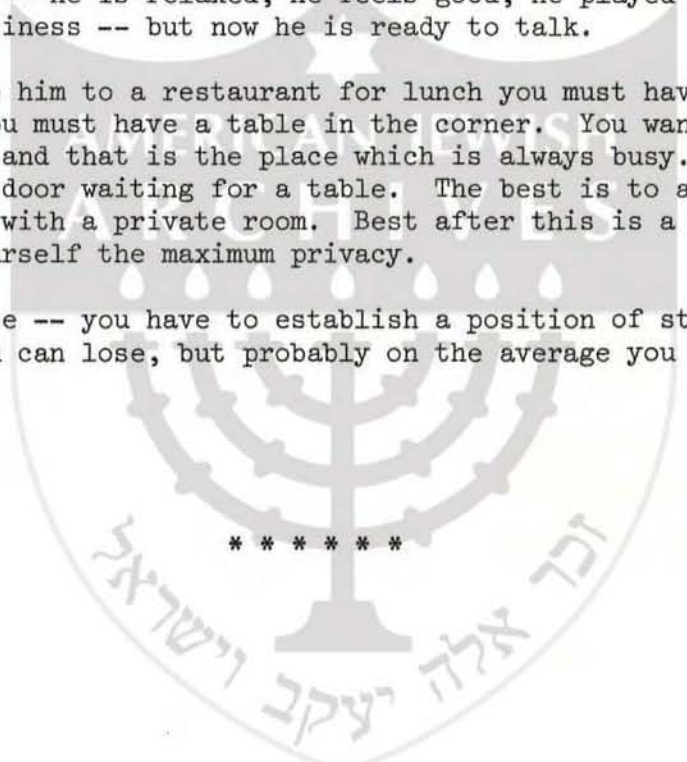 he is relaxed, he feels good, he played
iness -- but now he is ready to talk.
him to a restaurant for lunch you must hav
u must have a table in the corner. You wan
and that is the place which is always busy.
door waiting for a table. The best is to a
with a private room. Best after this is a
rself the maximum privacy.
e -- you have to establish a position of st
can lose, but probably on the average you
* * * * * *
AMERICAN JEWISH
ARCHIVES
זכר אלה יעקב וישראל